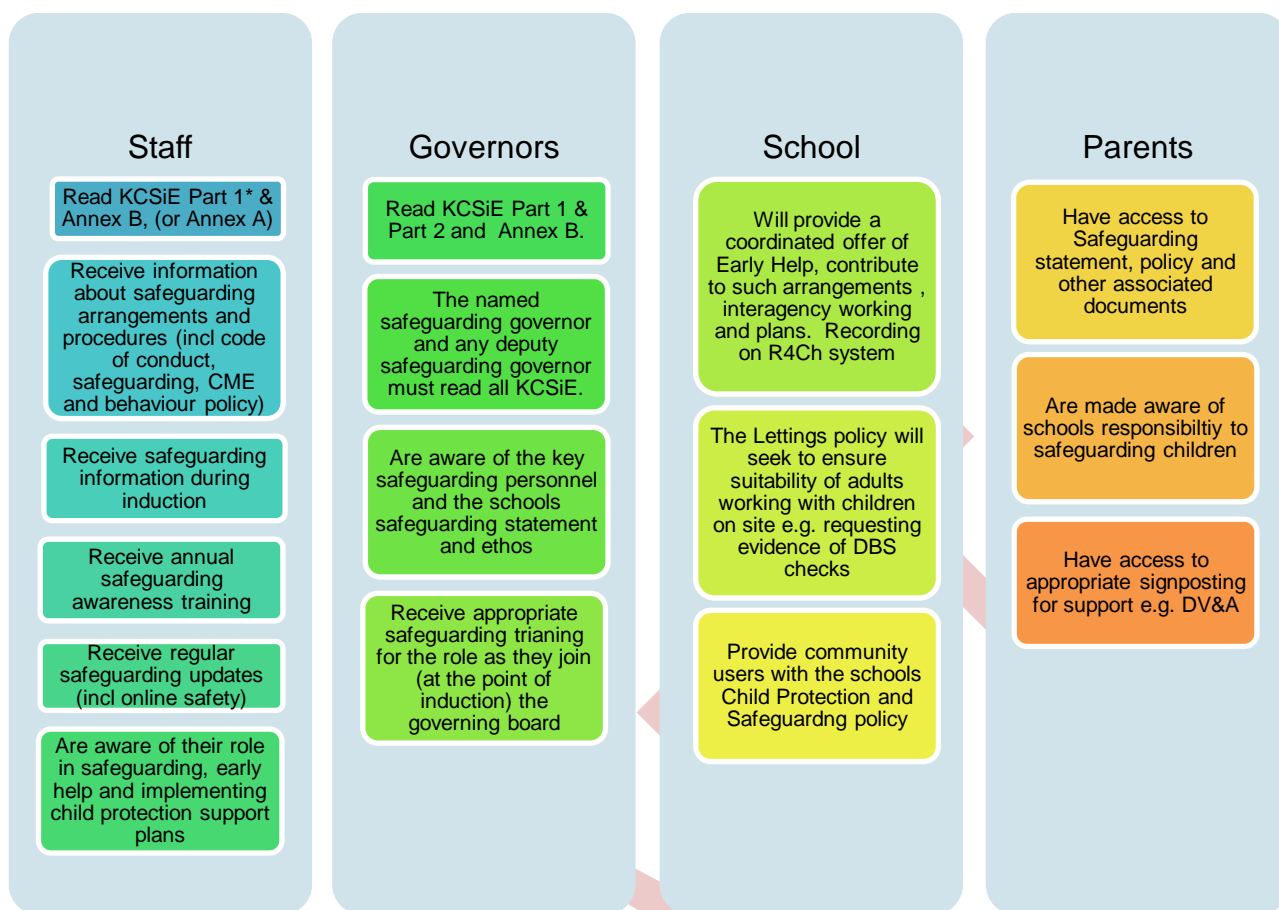 Staff
Read KCSiE Part 1* &
Annex B, (or Annex A)
Receive information
about safeguarding
arrangements and
procedures (incl code
of conduct,
safeguarding, CME
and behaviour policy)
Receive safeguarding
information during
induction
Receive annual
safeguarding
awareness training
Receive regular
safeguarding updates
(incl online safety)
Are aware of their role
in safeguarding, early
help and implementing
child protection support
plans
Governors
Read KCSiE Part 1 &
Part 2 and Annex B.
The named
safeguarding governor
and any deputy
safeguarding governor
must read all KCSiE.
Are aware of the key
safeguarding personnel
and the schools
safeguarding statement
and ethos
Receive appropriate
safeguarding trianing
for the role as they join
(at the point of
induction) the
governing board
School
Will provide a
coordinated offer of
Early Help, contribute
to such arrangements ,
interagency working
and plans. Recording
on R4Ch system
The Lettings policy will
seek to ensure
suitability of adults
working with children
on site e.g. requesting
evidence of DBS
checks
Provide community
users with the schools
Child Protection and
Safeguardng policy
Parents
Have access to
Safeguarding
statement, policy and
other associated
documents
Are made aware of
schools responsibiltiy to
safeguarding children
Have access to
appropriate signposting
for support e.g. DV&A